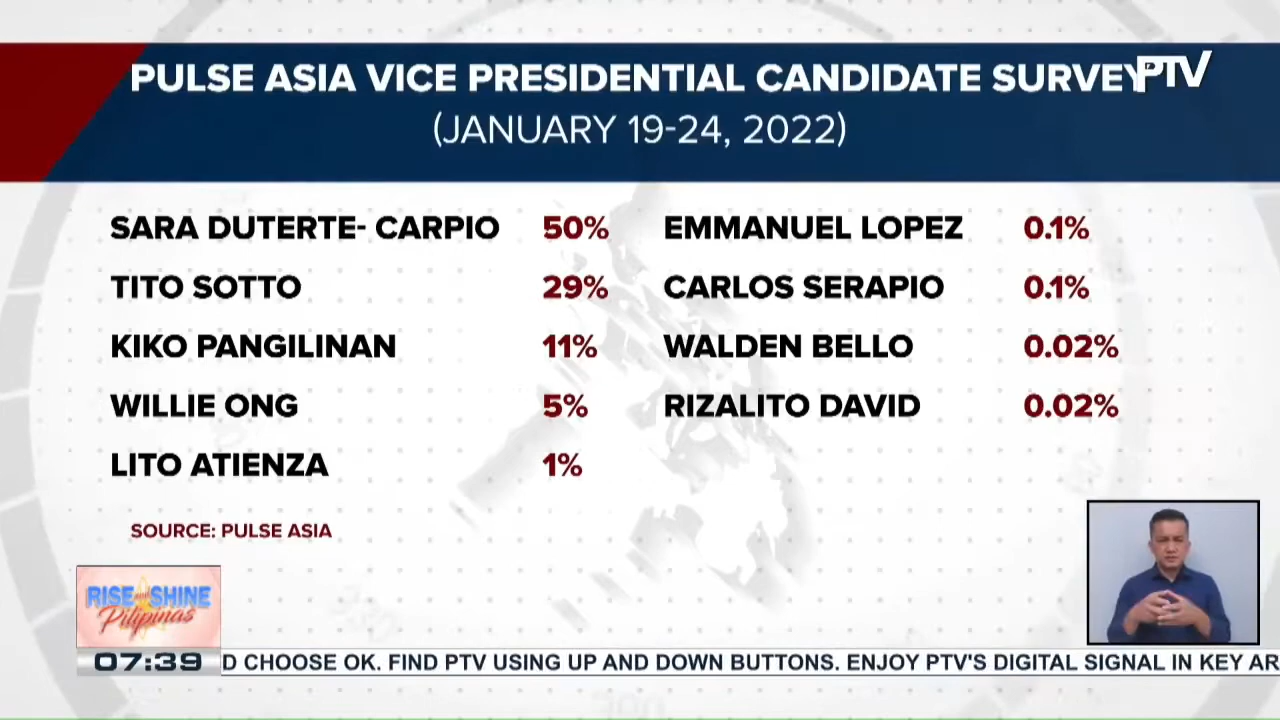 PULSE ASIA VICE PRESIDENTIAL CANDIDATE SURVEY
PTV
(JANUARY 19-24, 2022)
SARA DUTERTE- CARPIO 50%
TITO SOTTO 29%
KIKO PANGILINAN 11%
WILLIE ONG 5%
LITO ATIENZA 1%
EMMANUEL LOPEZ 0.1%
CARLOS SERAPIO 0.1%
WALDEN BELLO 0.02%
RIZALITO DAVID 0.02%
SOURCE: PULSE ASIA
RISE AND SHINE
Pilipinas
07:39
D CHOOSE OK. FIND PTV USING UP AND DOWN BUTTONS. ENJOY PTV'S DIGITAL SIGNAL IN KEY AR